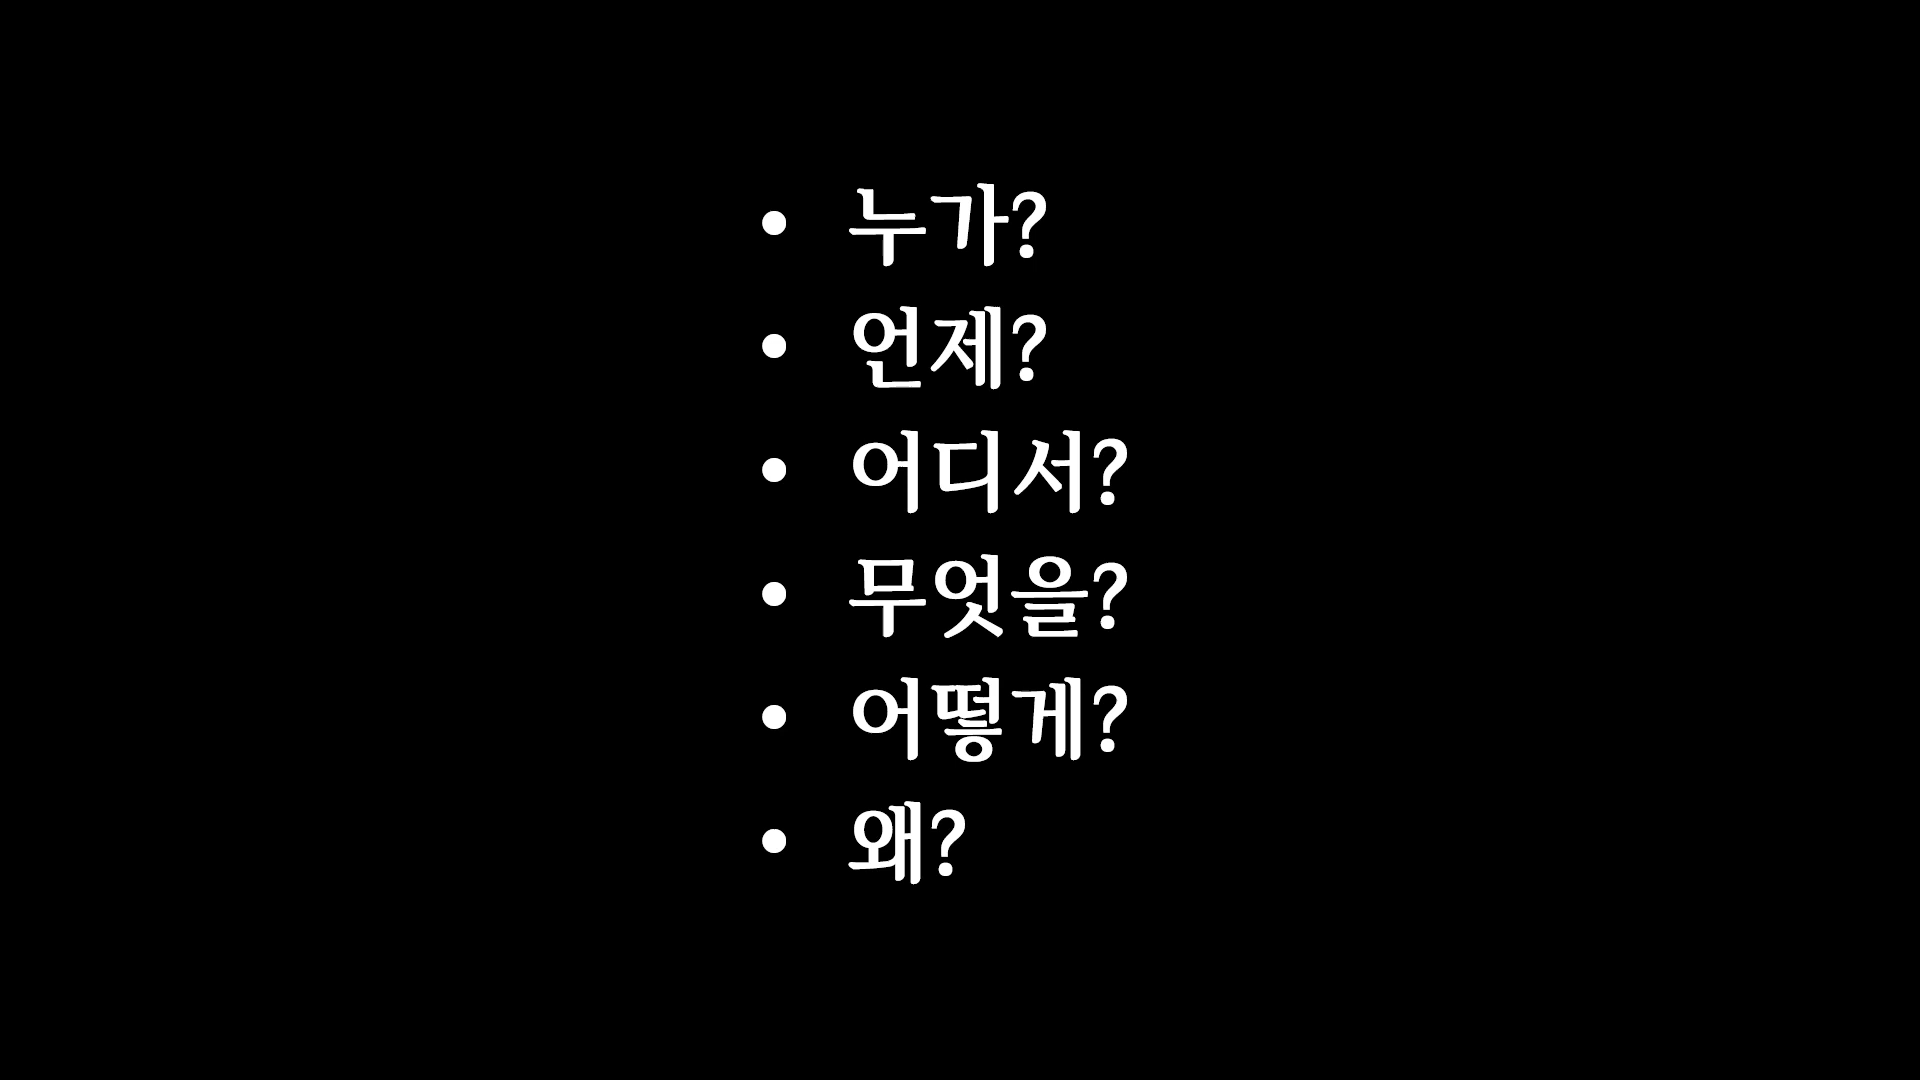 • 누가?
• 언제?
• 어디서?
• 무엇을?
• 어떻게?
• 왜?